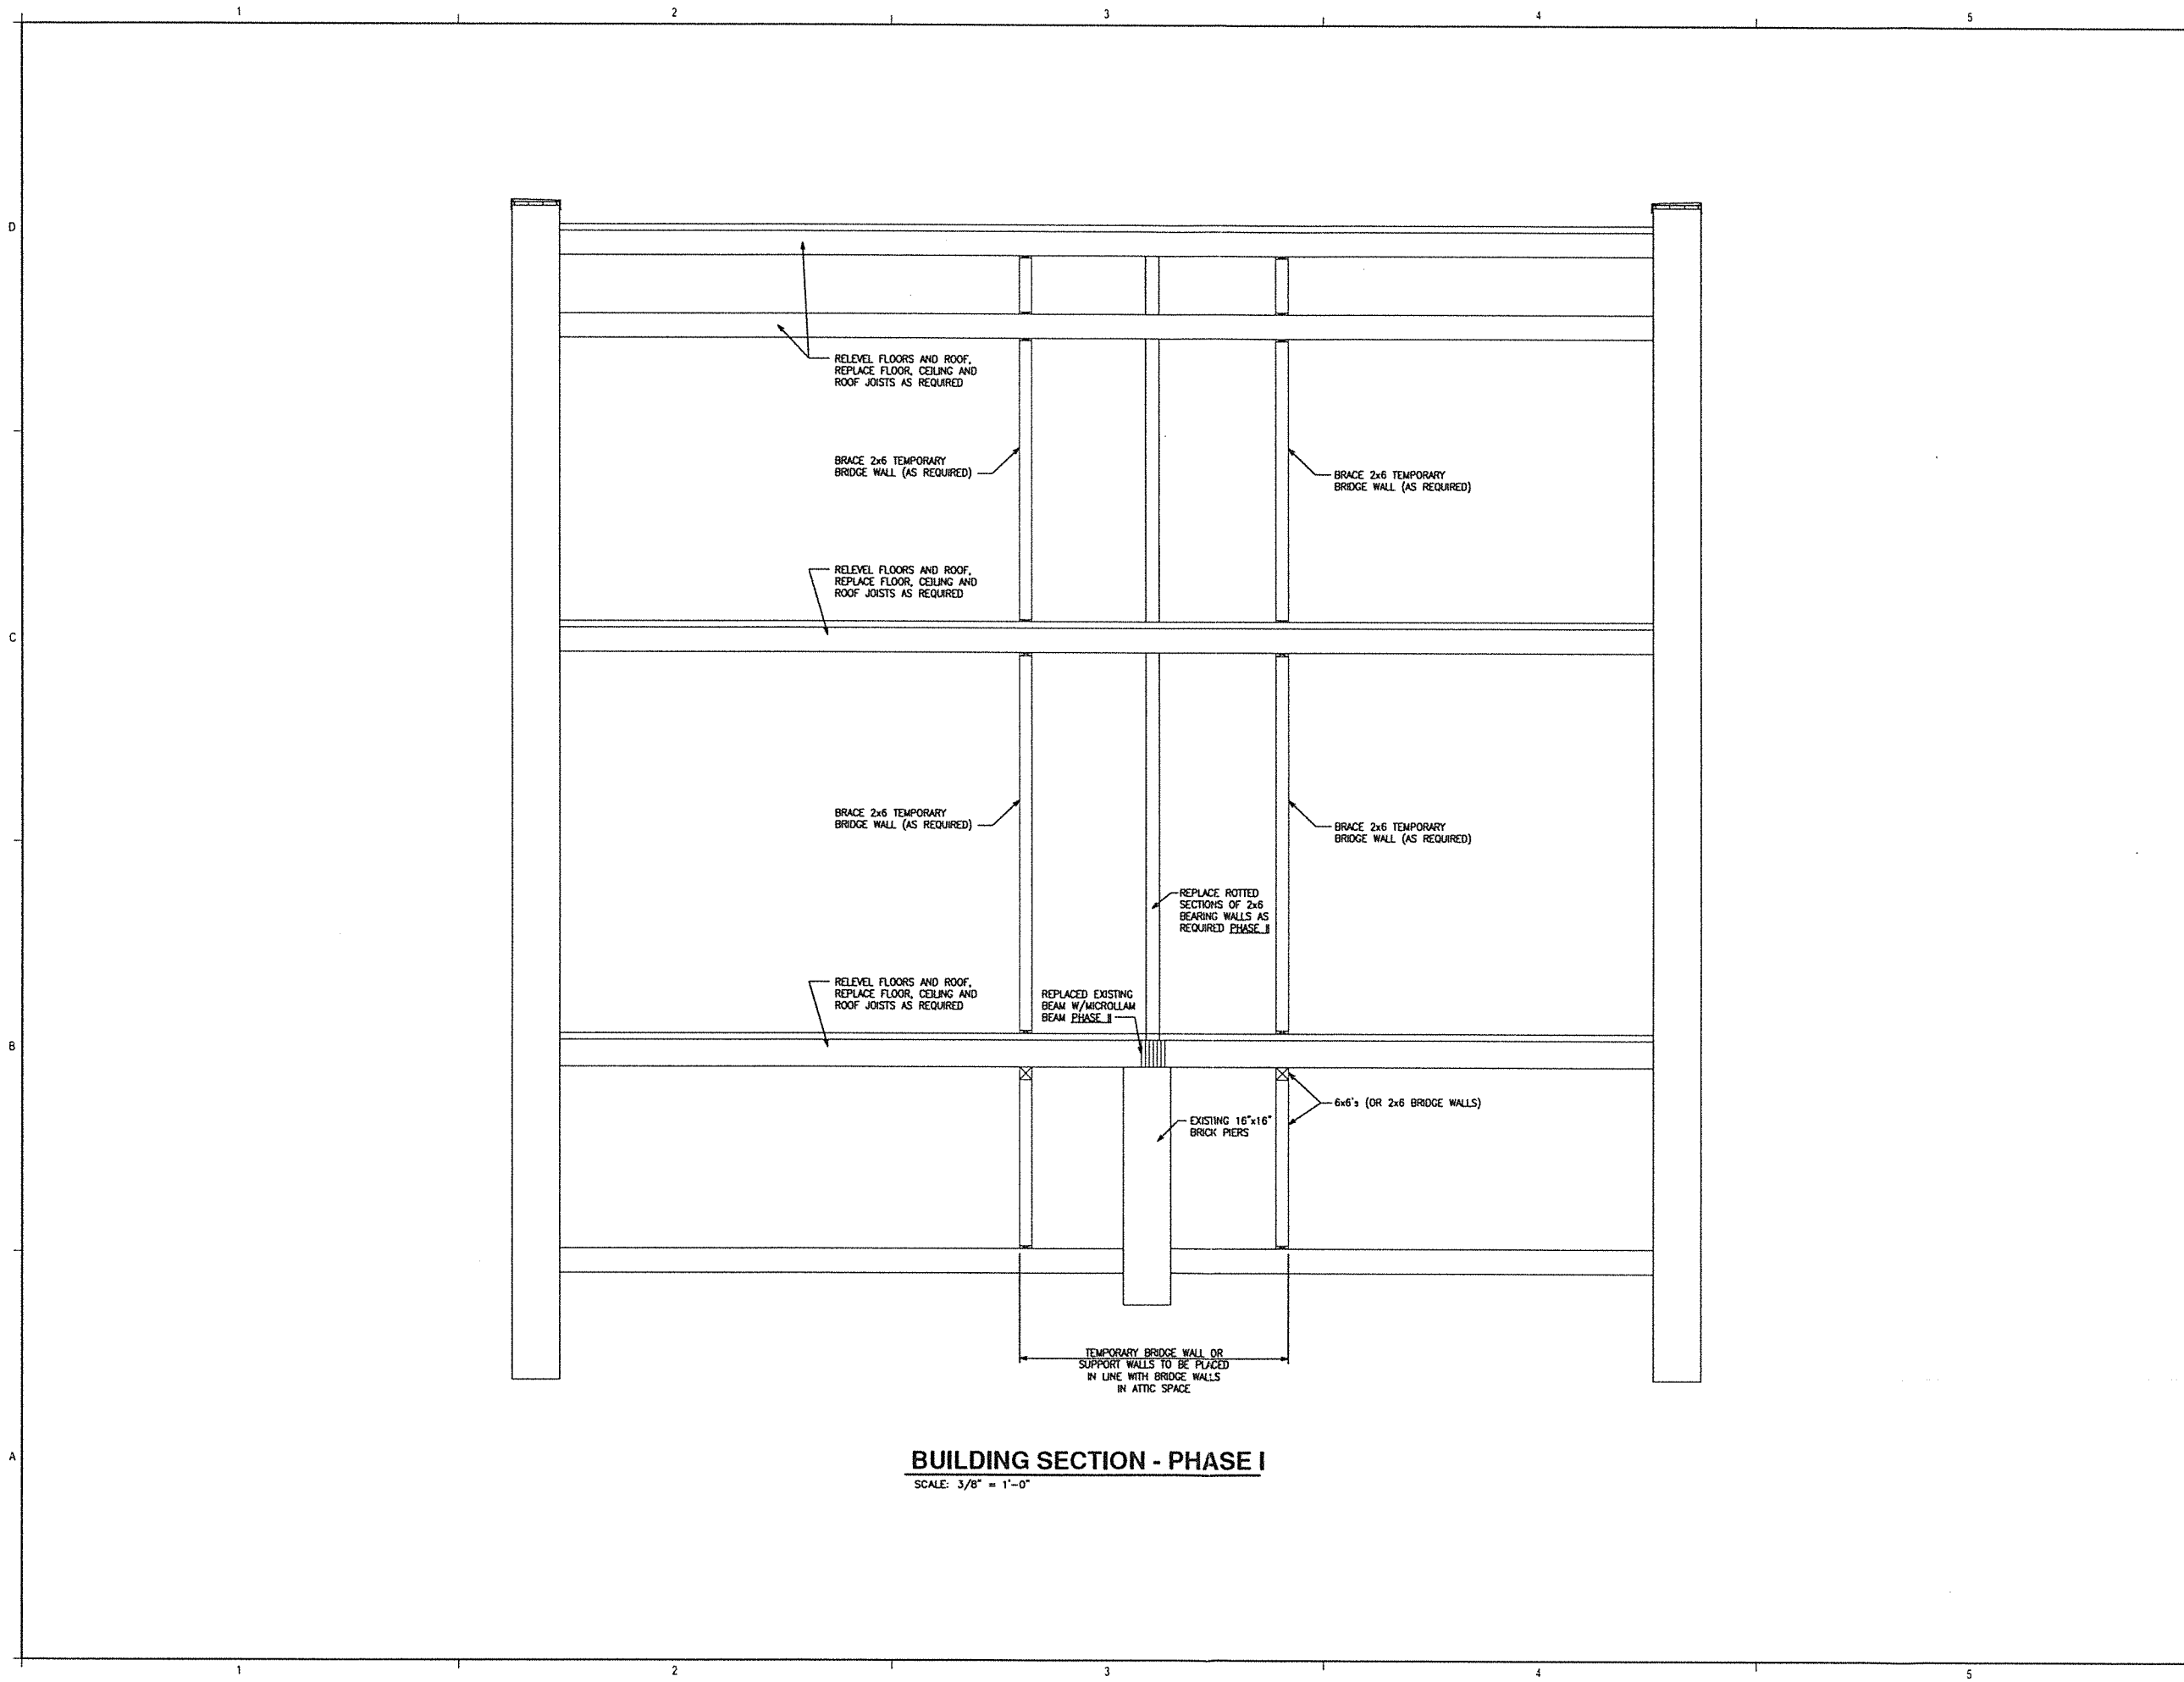 1 2 3 4 5
D
RELEVEL FLOORS AND ROOF,
REPLACE FLOOR, CEILING AND
ROOF JOISTS AS REQUIRED
BRACE 2x6 TEMPORARY
BRIDGE WALL (AS REQUIRED)
BRACE 2x6 TEMPORARY
BRIDGE WALL (AS REQUIRED)
RELEVEL FLOORS AND ROOF,
REPLACE FLOOR, CEILING AND
ROOF JOISTS AS REQUIRED
C
BRACE 2x6 TEMPORARY
BRIDGE WALL (AS REQUIRED)
BRACE 2x6 TEMPORARY
BRIDGE WALL (AS REQUIRED)
REPLACE ROTTED
SECTIONS OF 2x6
BEARING WALLS AS
REQUIRED PHASE II
RELEVEL FLOORS AND ROOF,
REPLACE FLOOR, CEILING AND
ROOF JOISTS AS REQUIRED
REPLACED EXISTING
BEAM W/MICROLLAM
BEAM PHASE II
B
6x6's (OR 2x6 BRIDGE WALLS)
EXISTING 16"x16"
BRICK PIERS
TEMPORARY BRIDGE WALL OR
SUPPORT WALLS TO BE PLACED
IN LINE WITH BRIDGE WALLS
IN ATTIC SPACE
A
BUILDING SECTION - PHASE I
SCALE: 3/8" = 1'-0"
1 2 3 4 5